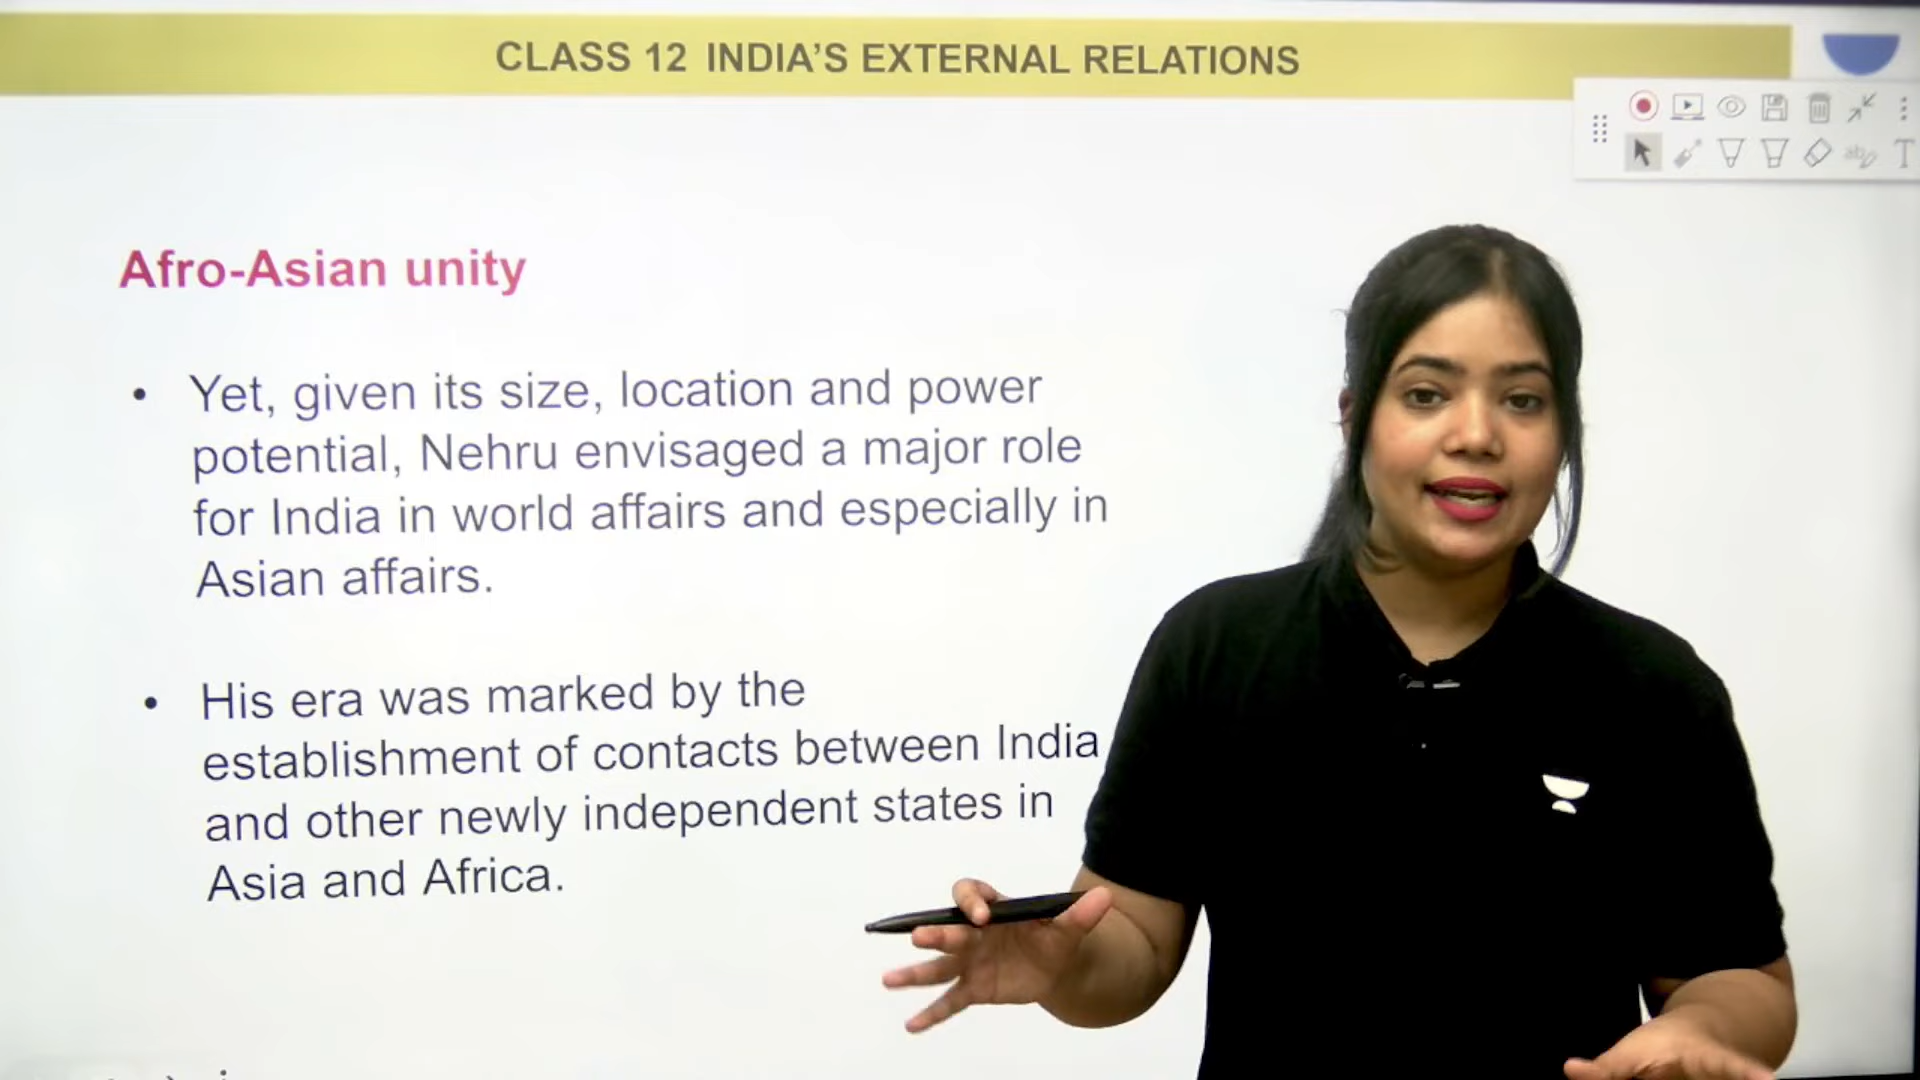 CLASS 12 INDIA’S EXTERNAL RELATIONS
Afro-Asian unity
• Yet, given its size, location and power
potential, Nehru envisaged a major role
for India in world affairs and especially in
Asian affairs.
• His era was marked by the
establishment of contacts between India
and other newly independent states in
Asia and Africa.